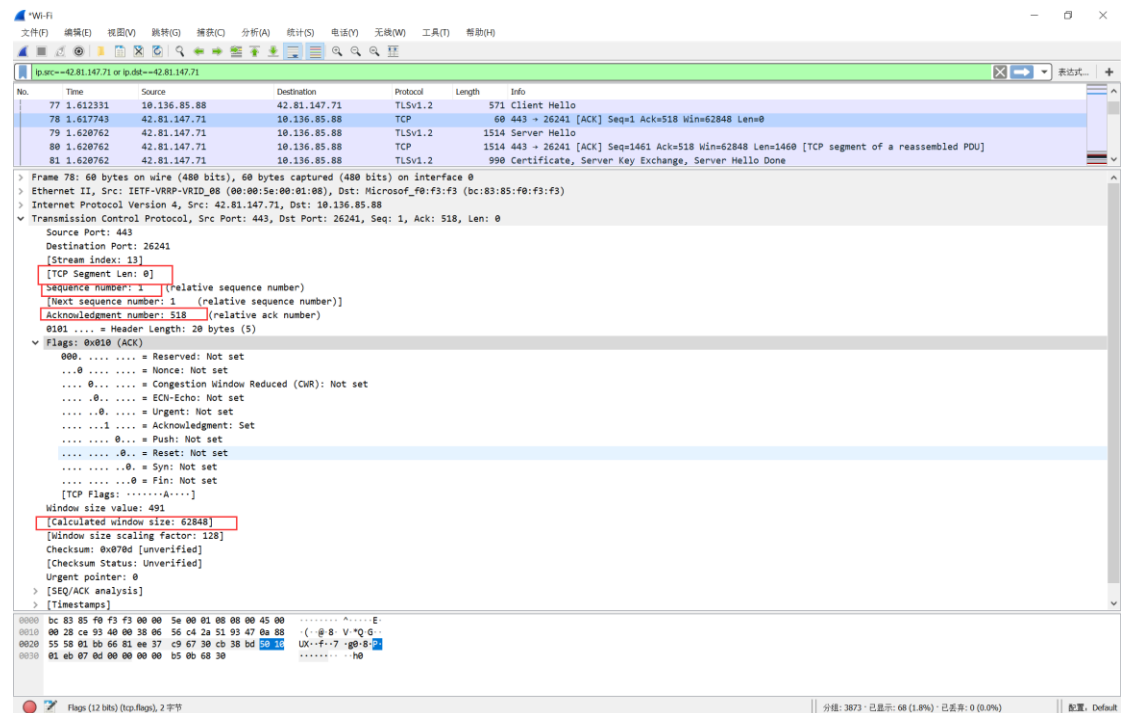 *Wi-Fi
文件(F) 编辑(E) 视图(V) 跳转(G) 捕获(C) 分析(A) 统计(S) 电话(Y) 无线(W) 工具(T) 帮助(H)
ip.src==42.81.147.71 or ip.dst==42.81.147.71 表达式… +
No. Time Source Destination Protocol Length Info
77 1.612331 10.136.85.88 42.81.147.71 TLSv1.2 571 Client Hello
78 1.617743 42.81.147.71 10.136.85.88 TCP 60 443 → 26241 [ACK] Seq=1 Ack=518 Win=62848 Len=0
79 1.620762 42.81.147.71 10.136.85.88 TLSv1.2 1514 Server Hello
80 1.620762 42.81.147.71 10.136.85.88 TCP 1514 443 → 26241 [ACK] Seq=1461 Ack=518 Win=62848 Len=1460 [TCP segment of a reassembled PDU]
81 1.620762 42.81.147.71 10.136.85.88 TLSv1.2 990 Certificate, Server Key Exchange, Server Hello Done
> Frame 78: 60 bytes on wire (480 bits), 60 bytes captured (480 bits) on interface 0
> Ethernet II, Src: IETF-VRRP-VRID_08 (00:00:5e:00:01:08), Dst: Microsof_f0:f3:f3 (bc:83:85:f0:f3:f3)
> Internet Protocol Version 4, Src: 42.81.147.71, Dst: 10.136.85.88
Transmission Control Protocol, Src Port: 443, Dst Port: 26241, Seq: 1, Ack: 518, Len: 0
Source Port: 443
Destination Port: 26241
[Stream index: 13]
[TCP Segment Len: 0]
Sequence number: 1 (relative sequence number)
[Next sequence number: 1 (relative sequence number)]
Acknowledgment number: 518 (relative ack number)
0101 .... = Header Length: 20 bytes (5)
Flags: 0x010 (ACK)
000. .... .... = Reserved: Not set
...0 .... .... = Nonce: Not set
.... 0... .... = Congestion Window Reduced (CWR): Not set
.... .0.. .... = ECN-Echo: Not set
.... ..0. .... = Urgent: Not set
.... ...1 .... = Acknowledgment: Set
.... .... 0... = Push: Not set
.... .... .0.. = Reset: Not set
.... .... ..0. = Syn: Not set
.... .... ...0 = Fin: Not set
[TCP Flags: ·······A····]
Window size value: 491
[Calculated window size: 62848]
[Window size scaling factor: 128]
Checksum: 0x070d [unverified]
[Checksum Status: Unverified]
Urgent pointer: 0
> [SEQ/ACK analysis]
> [Timestamps]
0000 bc 83 85 f0 f3 f3 00 00 5e 00 01 08 08 00 45 00 ········ ^·····E·
0010 00 28 ce 93 40 00 38 06 56 c4 2a 51 93 47 0a 88 ·(··@·8· V·*Q·G··
0020 55 58 01 bb 66 81 ee 37 c9 67 30 cb 38 bd 50 10 UX··f··7 ·g0·8·P·
0030 01 eb 07 0d 00 00 00 00 b5 0b 68 30 ········ ··h0
Flags (12 bits) (tcp.flags), 2 字节 分组: 3873 · 已显示: 68 (1.8%) · 已丢弃: 0 (0.0%) 配置: Default